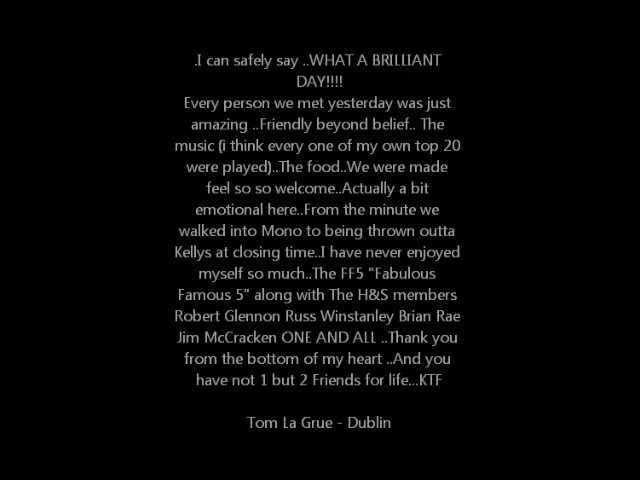 .I can safely say ..WHAT A BRILLIANT
DAY!!!!
Every person we met yesterday was just
amazing ..Friendly beyond belief.. The
music (i think every one of my own top 20
were played)..The food..We were made
feel so so welcome..Actually a bit
emotional here..From the minute we
walked into Mono to being thrown outta
Kellys at closing time..I have never enjoyed
myself so much..The FF5 "Fabulous
Famous 5" along with The H&S members
Robert Glennon Russ Winstanley Brian Rae
Jim McCracken ONE AND ALL ..Thank you
from the bottom of my heart ..And you
have not 1 but 2 Friends for life...KTF
Tom La Grue - Dublin